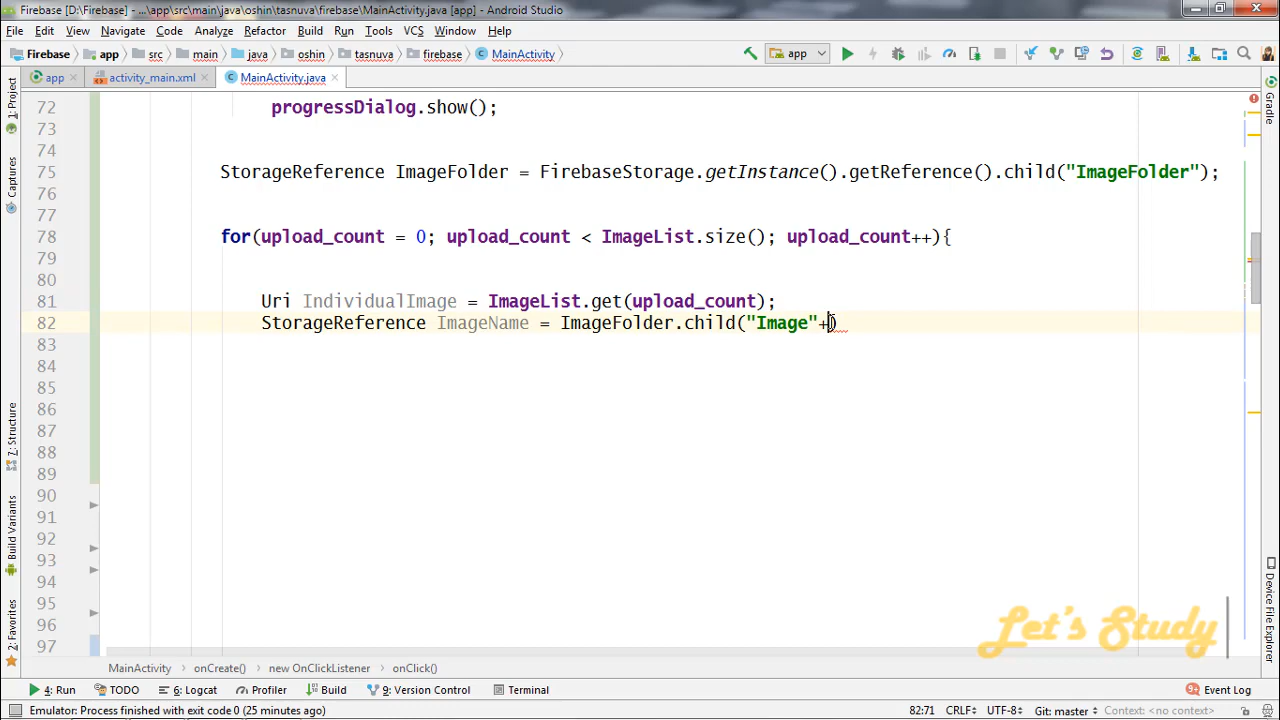 Firebase [D:\Firebase] - ...\app\src\main\java\oshin\tasnuva\firebase\MainActivity.java [app] - Android Studio
File Edit View Navigate Code Analyze Refactor Build Run Tools VCS Window Help
Firebase app src main java oshin tasnuva firebase MainActivity app
app activity_main.xml MainActivity.java
1: Project
Captures
7: Structure
Build Variants
2: Favorites
Gradle
Device File Explorer
72 progressDialog.show();
73
74
75 StorageReference ImageFolder = FirebaseStorage.getInstance().getReference().child("ImageFolder");
76
77
78 for(upload_count = 0; upload_count < ImageList.size(); upload_count++){
79
80
81 Uri IndividualImage = ImageList.get(upload_count);
82 StorageReference ImageName = ImageFolder.child("Image"+)
83
84
85
86
87
88
89
90
91
92
93
94
95
96
97
Let's Study
MainActivity onCreate() new OnClickListener onClick()
4: Run TODO 6: Logcat Profiler Build 9: Version Control Terminal 9+ Event Log
Emulator: Process finished with exit code 0 (25 minutes ago) 82:71 CRLF UTF-8 Git: master Context: <no context>